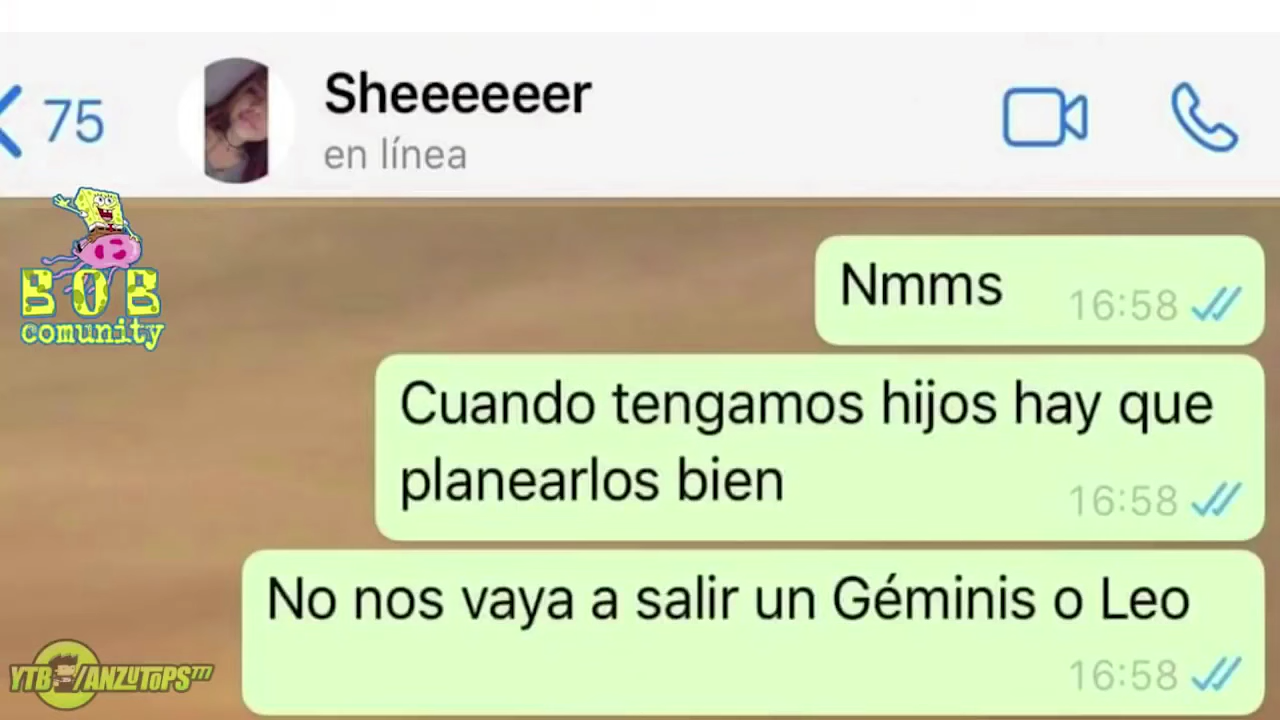 75
Sheeeeeer
en línea
BOB
comunity
Nmms
16:58
Cuando tengamos hijos hay que
planearlos bien
16:58
No nos vaya a salir un Géminis o Leo
16:58
YTB/ANZUTOPS777